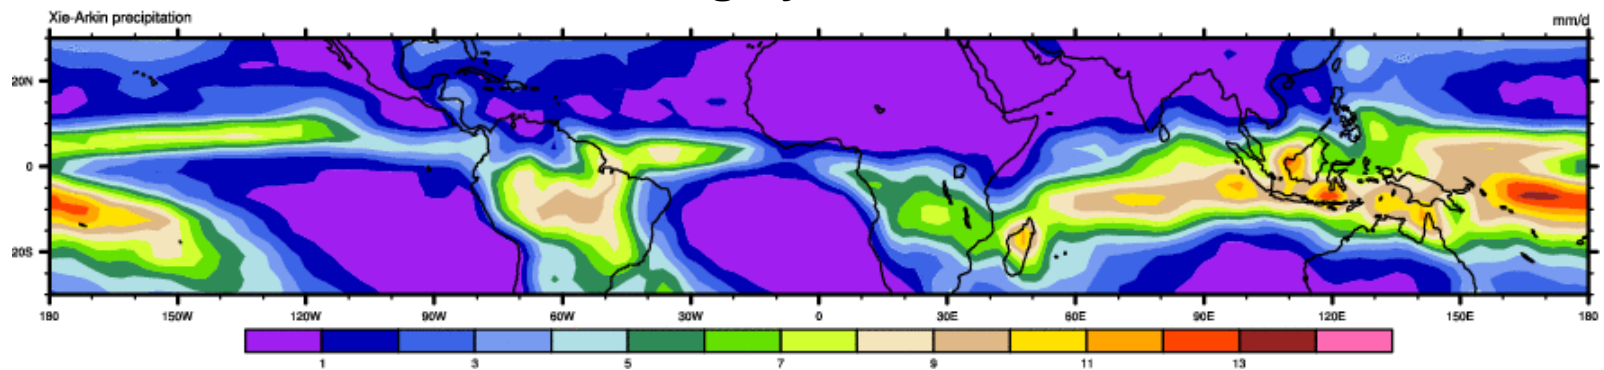 Xie-Arkin precipitation mm/d
20N
0
20S
180 150W 120W 90W 60W 30W 0 30E 60E 90E 120E 150E 180
1 3 5 7 9 11 13